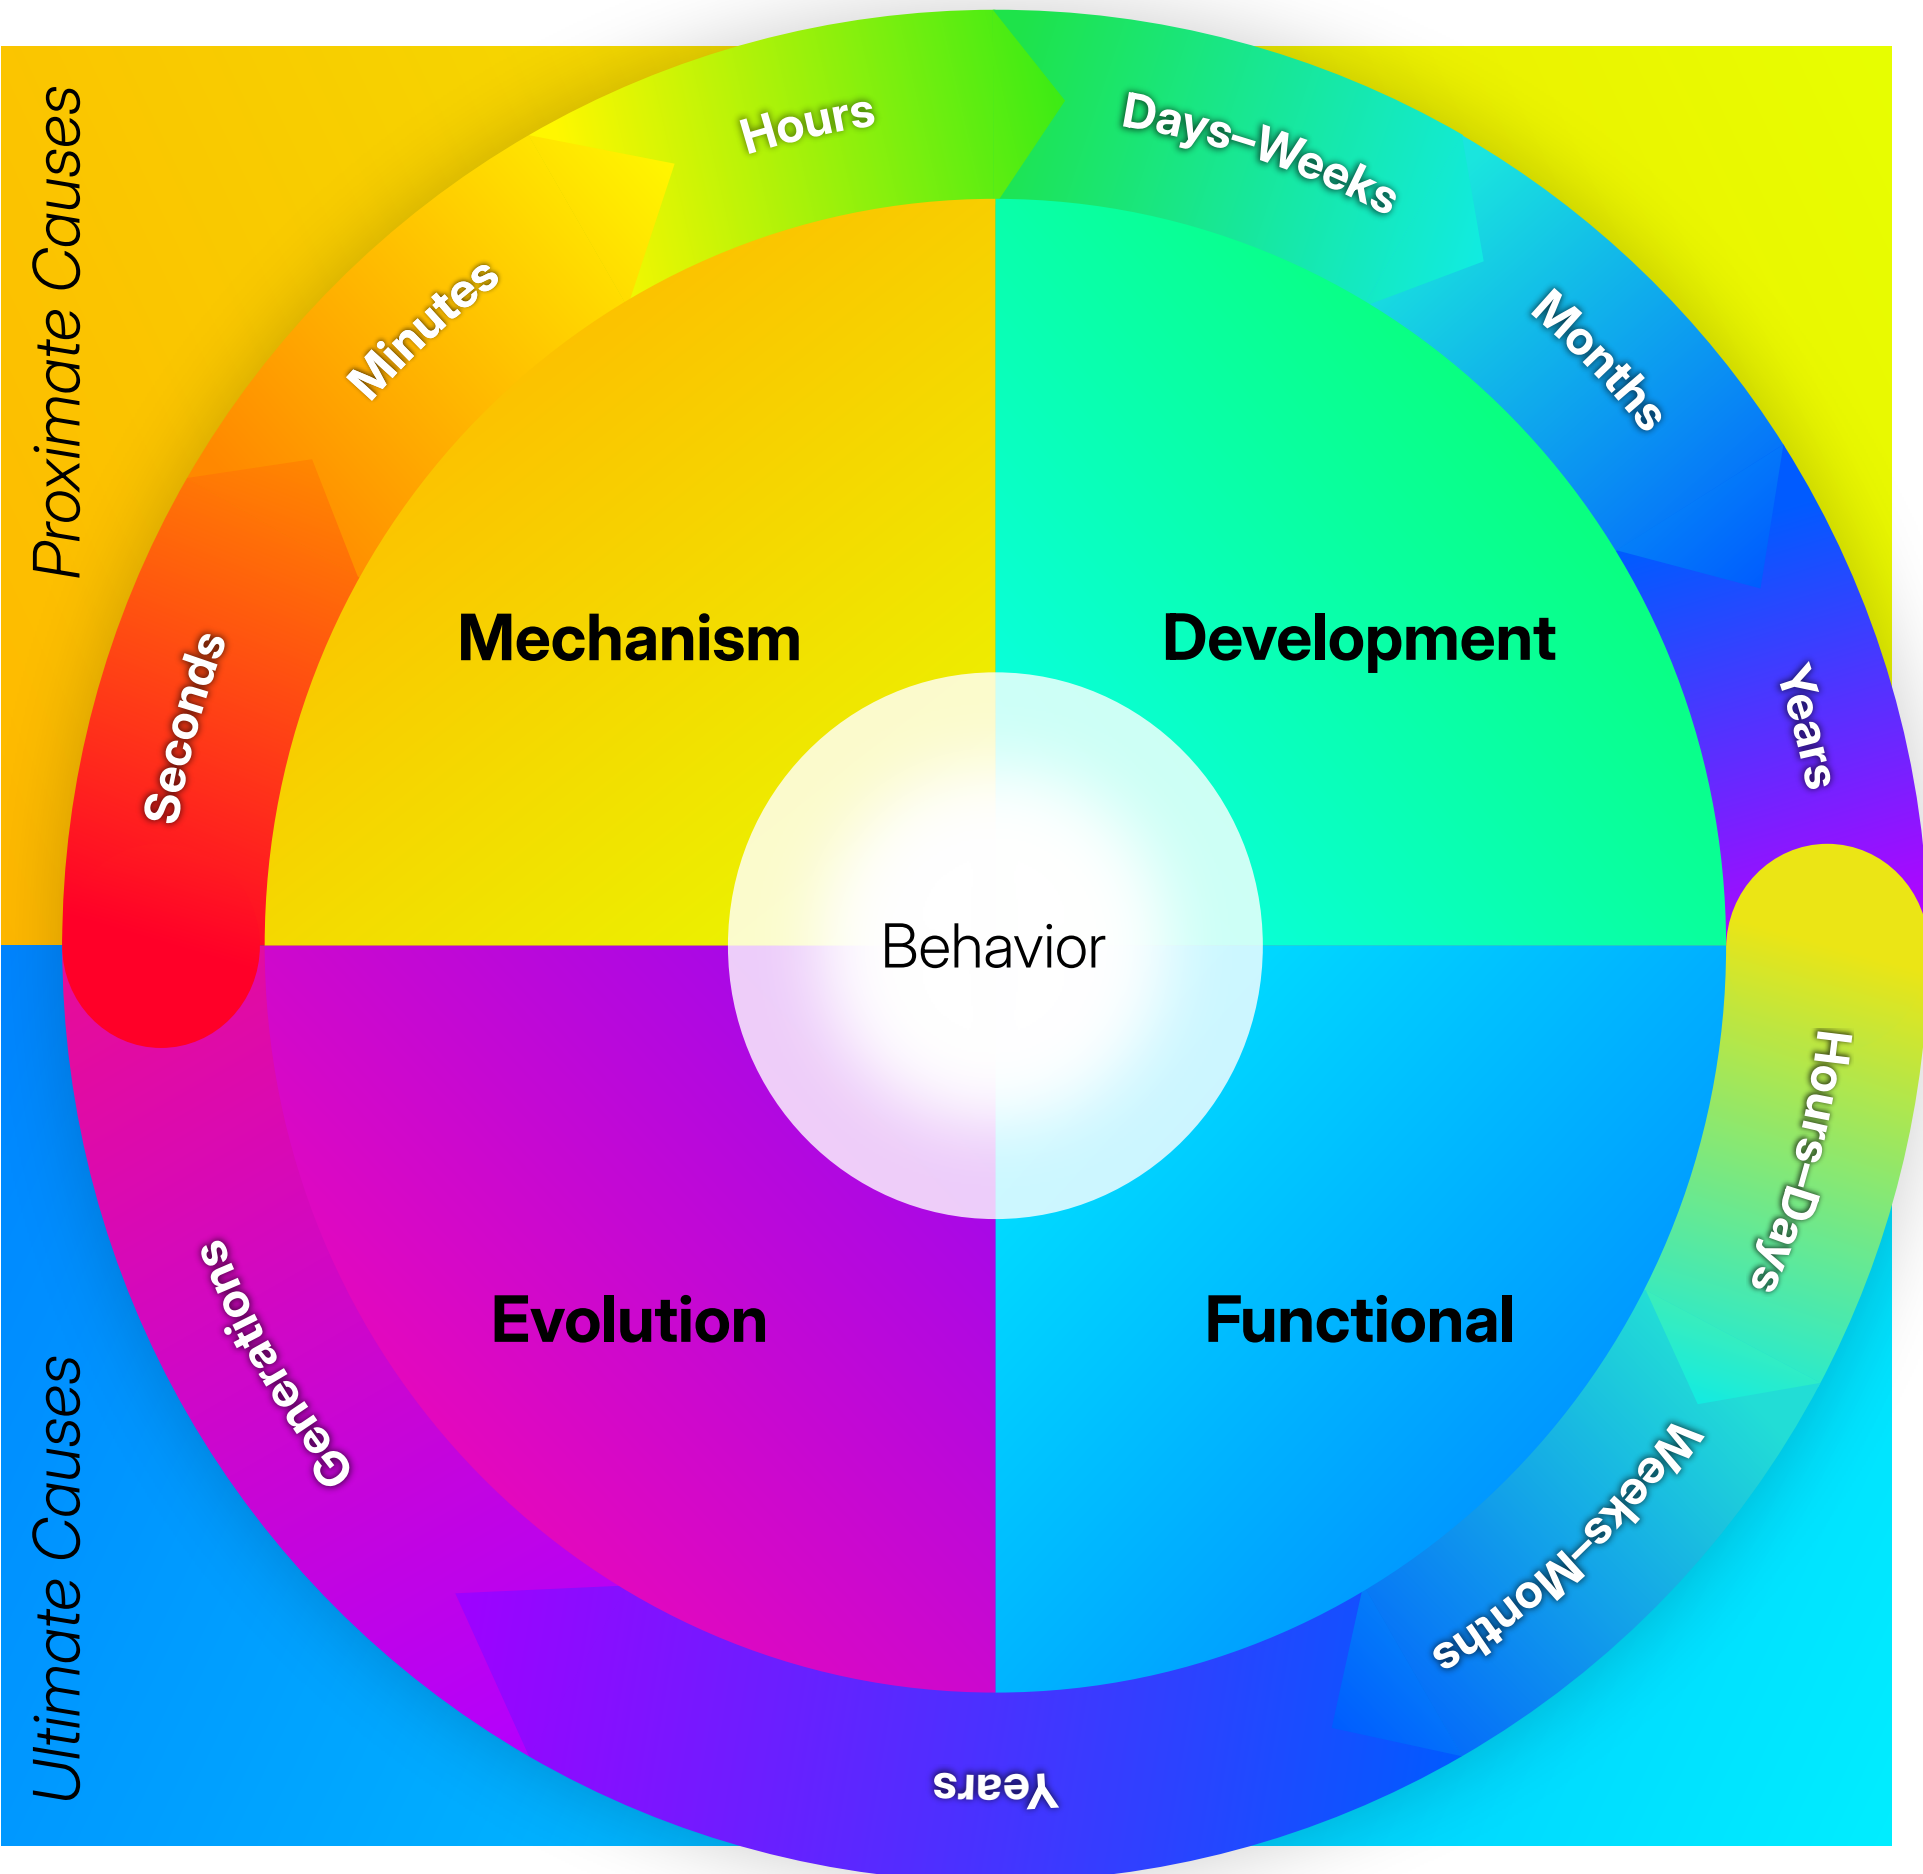 Proximate Causes
Ultimate Causes
Seconds
Minutes
Hours
Days–Weeks
Months
Years
Hours–Days
Weeks–Months
Years
Generations
Mechanism
Development
Behavior
Evolution
Functional